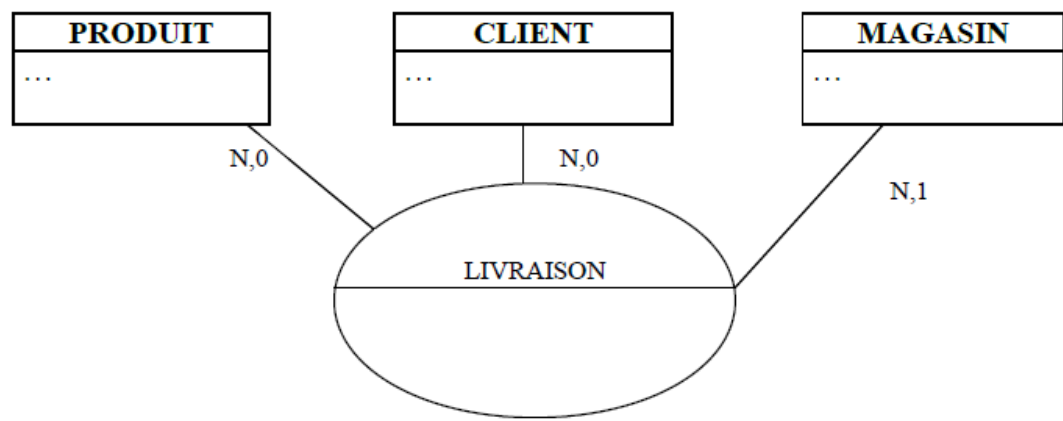 PRODUIT
CLIENT
MAGASIN
...
...
...
N,0
N,0
N,1
LIVRAISON